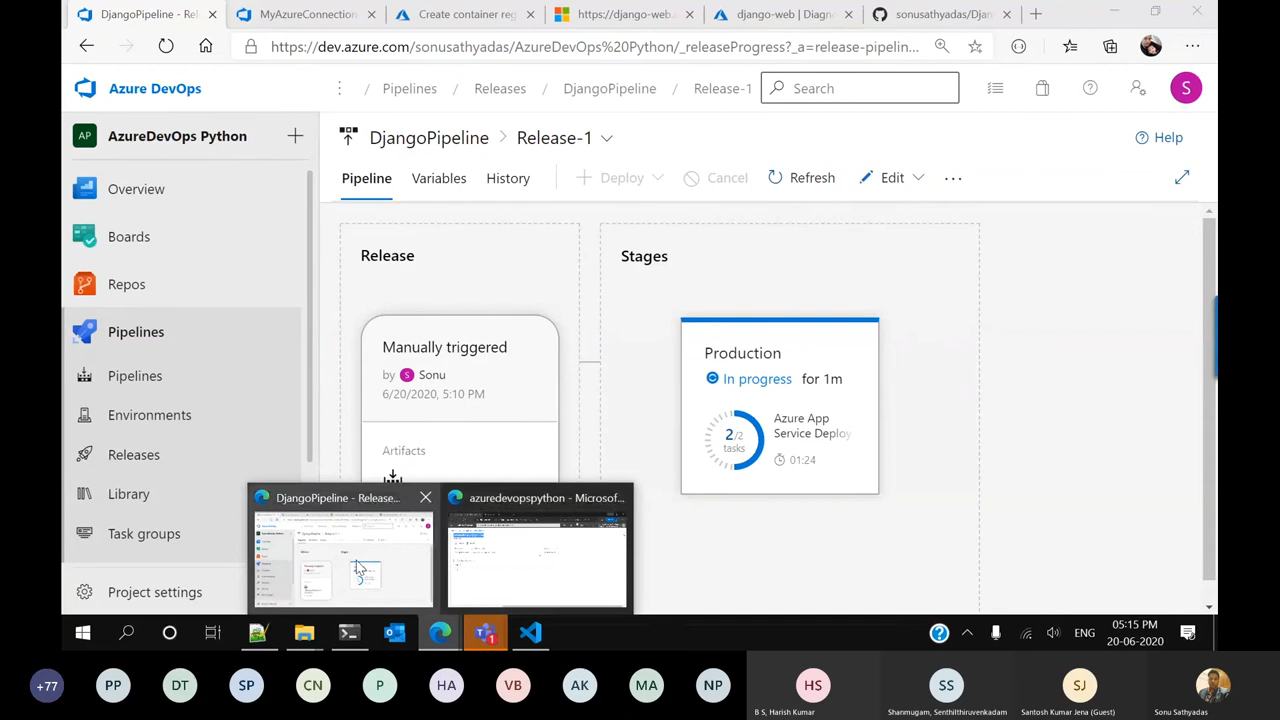 DjangoPipeline - Rel
MyAzureConnection
Create container reg
https://django-web.
django-web | Diagn
sonusathyadas/Djan
https://dev.azure.com/sonusathyadas/AzureDevOps%20Python/_releaseProgress?_a=release-pipelin...
Azure DevOps
/ Pipelines / Releases / DjangoPipeline / Release-1
Search
S
AP AzureDevOps Python
Overview
Boards
Repos
Pipelines
Pipelines
Environments
Releases
Library
Task groups
Project settings
DjangoPipeline > Release-1
Help
Pipeline Variables History
Deploy Cancel Refresh Edit ...
Release
Manually triggered
by S Sonu
6/20/2020, 5:10 PM
Artifacts
Stages
Production
In progress for 1m
2/2
tasks
Azure App
Service Deploy
01:24
DjangoPipeline - Release...
azuredevopspython - Microsof...
1
ENG
05:15 PM
20-06-2020
+77 PP DT SP CN P HA VB AK MA NP HS SS SJ
B S, Harish Kumar
Shanmugam, Senthilthiruvenkadam
Santosh Kumar Jena (Guest)
Sonu Sathyadas